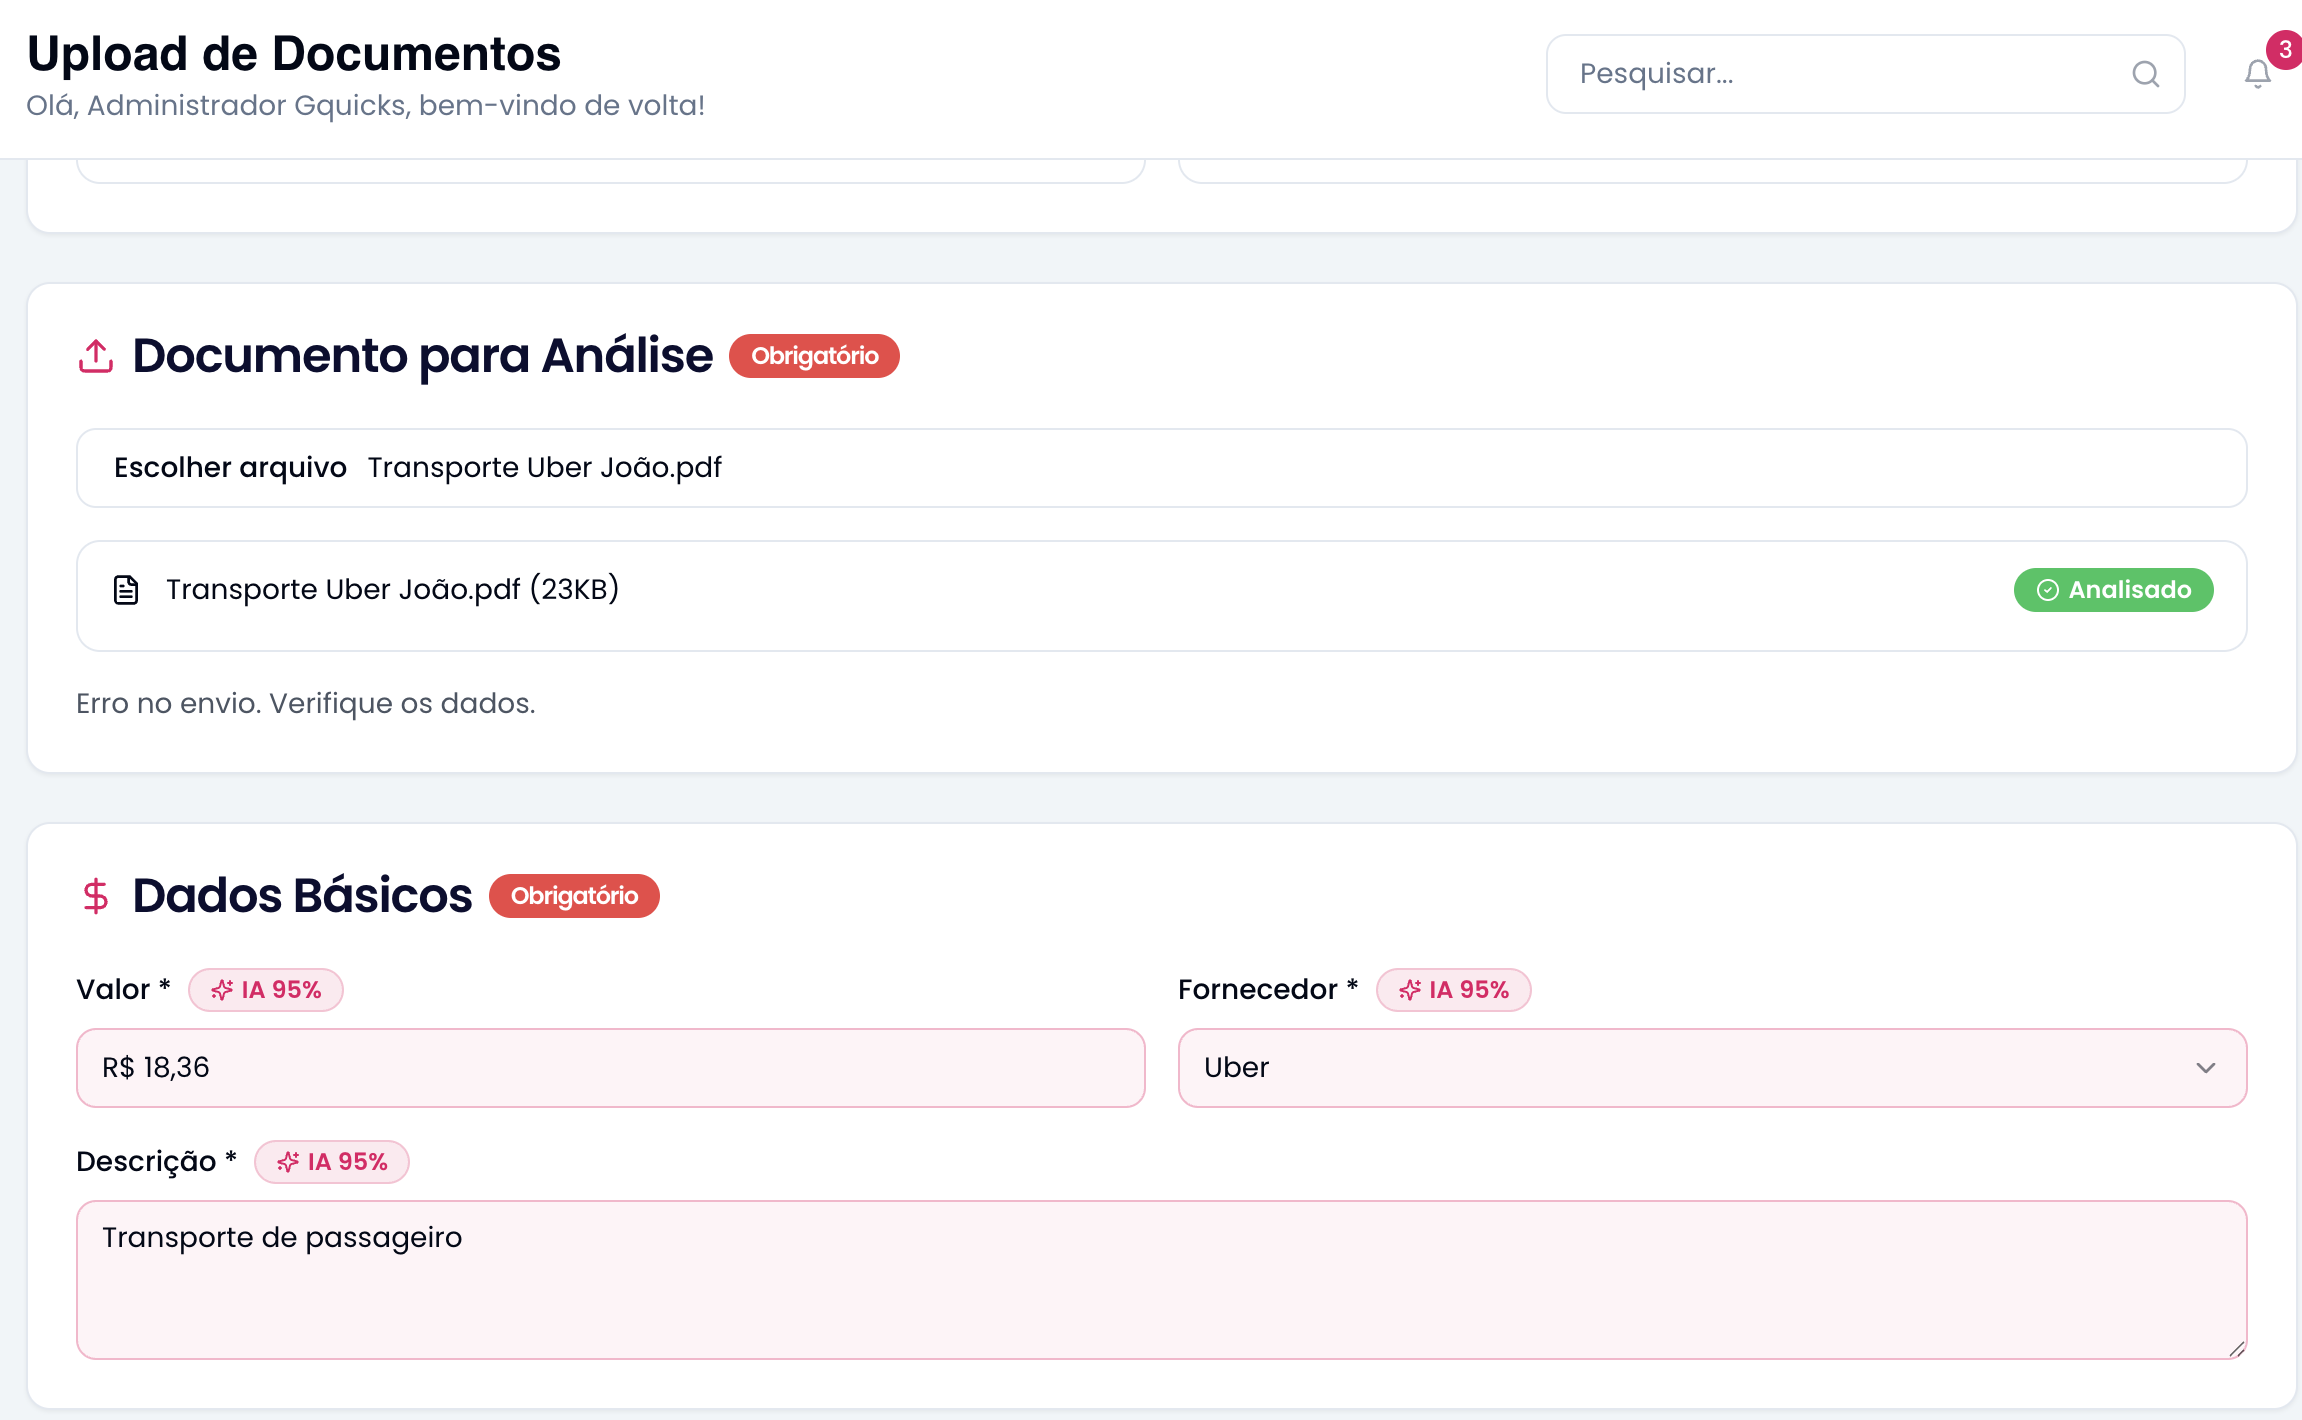 Upload de Documentos
Olá, Administrador Gquicks, bem-vindo de volta!
Pesquisar...
3
Documento para Análise Obrigatório
Escolher arquivo Transporte Uber João.pdf
Transporte Uber João.pdf (23KB)
Analisado
Erro no envio. Verifique os dados.
$ Dados Básicos Obrigatório
Valor * IA 95%
R$ 18,36
Fornecedor * IA 95%
Uber
Descrição * IA 95%
Transporte de passageiro